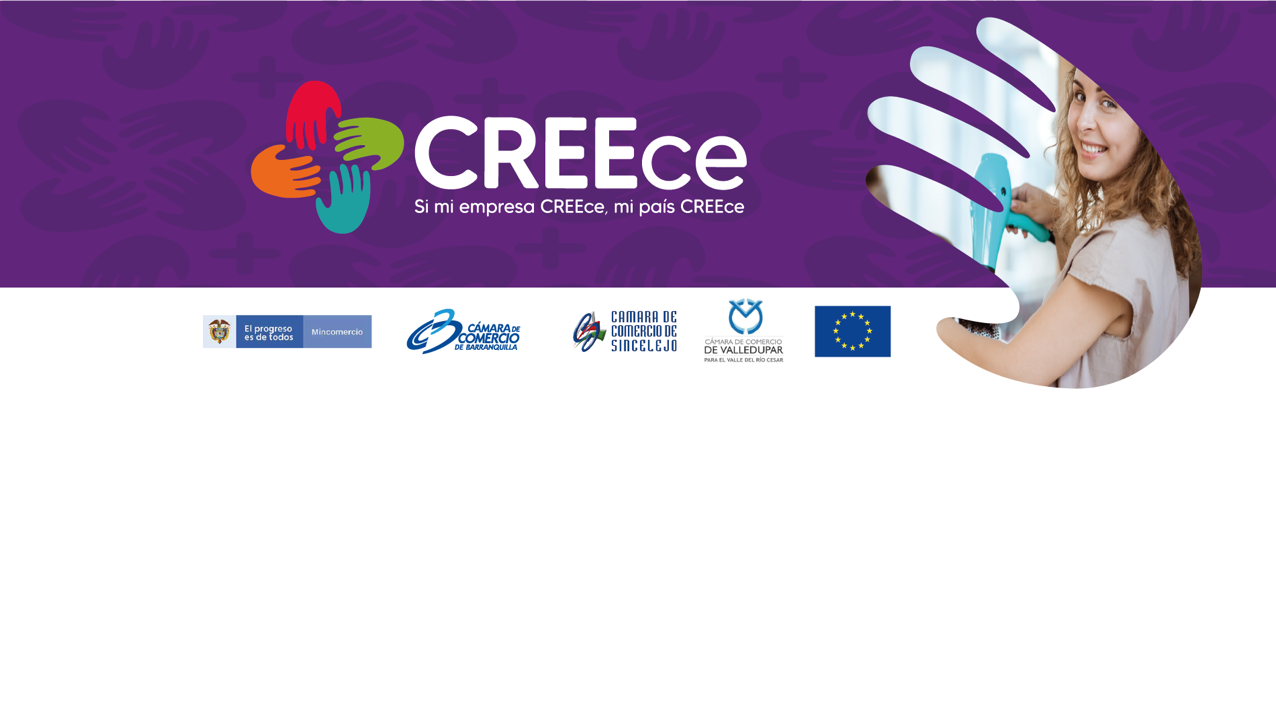 CREEce
Si mi empresa CREEce, mi país CREEce
El progreso
es de todos
Mincomercio
CÁMARA DE
COMERCIO
DE BARRANQUILLA
CAMARA DE
COMERCIO DE
SINCELEJO
CÁMARA DE COMERCIO
DE VALLEDUPAR
PARA EL VALLE DEL RÍO CESAR